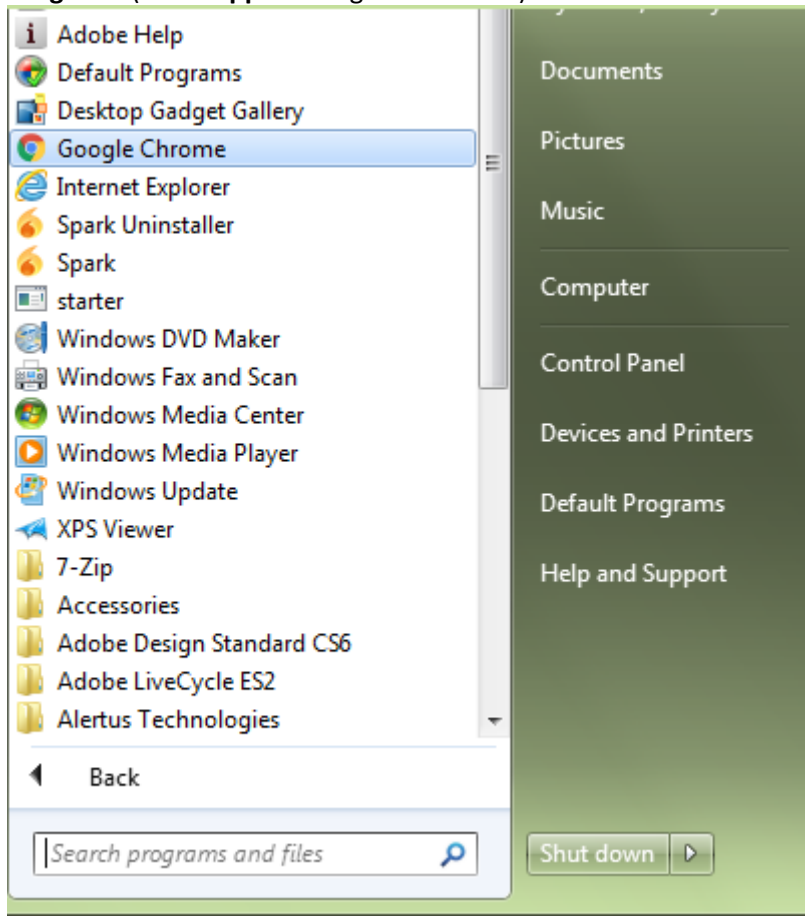 Adobe Help
Default Programs
Desktop Gadget Gallery
Google Chrome
Internet Explorer
Spark Uninstaller
Spark
starter
Windows DVD Maker
Windows Fax and Scan
Windows Media Center
Windows Media Player
Windows Update
XPS Viewer
7-Zip
Accessories
Adobe Design Standard CS6
Adobe LiveCycle ES2
Alertus Technologies
Back
Search programs and files
Documents
Pictures
Music
Computer
Control Panel
Devices and Printers
Default Programs
Help and Support
Shut down